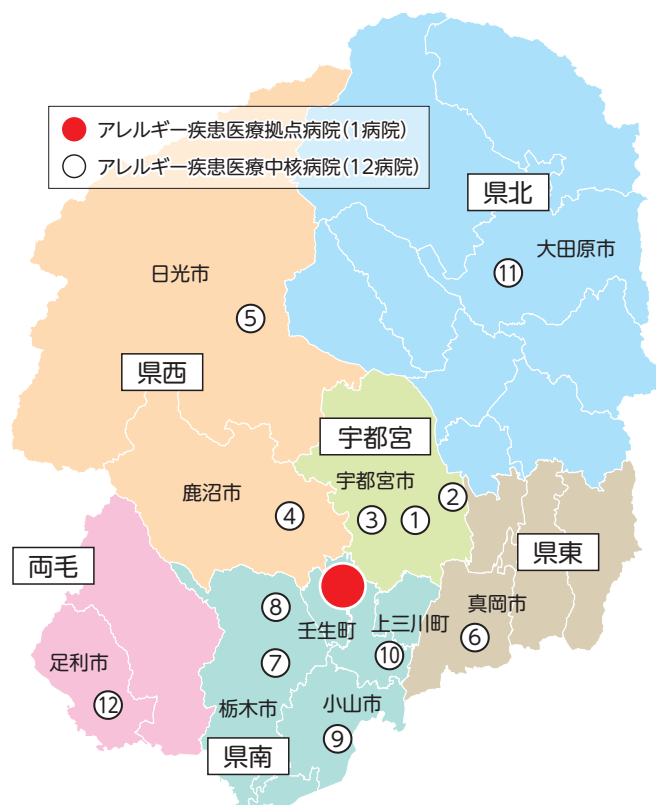 アレルギー疾患医療拠点病院（1病院）
アレルギー疾患医療中核病院（12病院）
県北
大田原市
⑪
日光市
⑤
県西
宇都宮
宇都宮市
②
鹿沼市
④
③
①
両毛
県東
真岡市
⑥
⑧
壬生町
上三川町
⑩
足利市
⑫
⑦
栃木市
小山市
⑨
県南